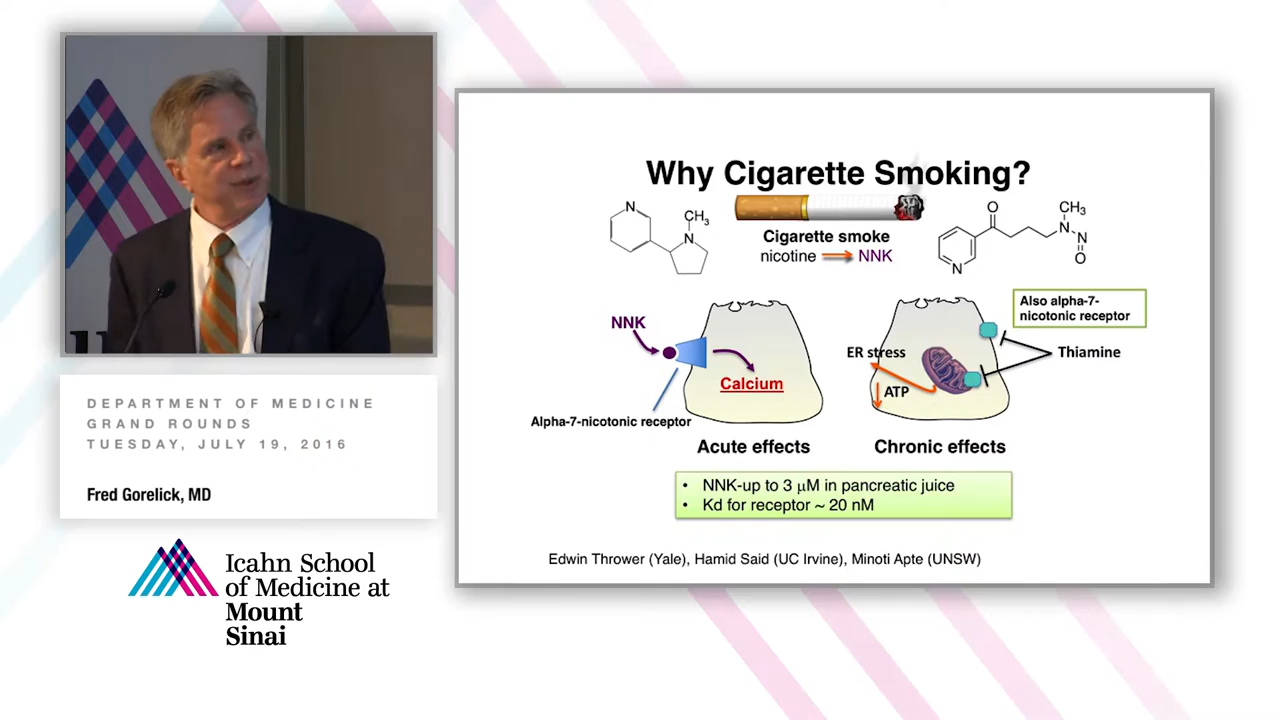 DEPARTMENT OF MEDICINE
GRAND ROUNDS
TUESDAY, JULY 19, 2016
Fred Gorelick, MD
Icahn School
of Medicine at
Mount
Sinai
Why Cigarette Smoking?
N
CH3
N
Cigarette smoke
nicotine NNK
O
CH3
N
N
O
N
NNK
Calcium
Alpha-7-nicotonic receptor
Acute effects
Also alpha-7-
nicotonic receptor
ER stress
ATP
Thiamine
Chronic effects
• NNK-up to 3 μM in pancreatic juice
• Kd for receptor ~ 20 nM
Edwin Thrower (Yale), Hamid Said (UC Irvine), Minoti Apte (UNSW)